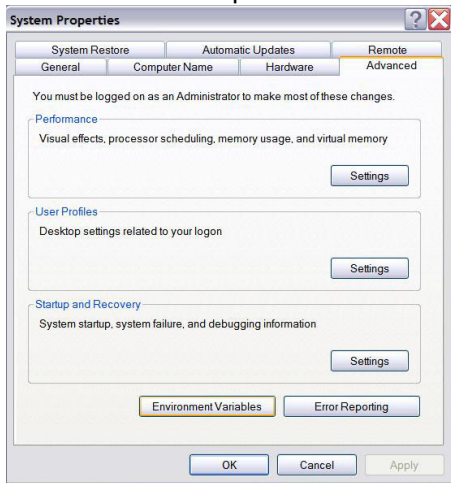 System Properties
System Restore Automatic Updates Remote
General Computer Name Hardware Advanced
You must be logged on as an Administrator to make most of these changes.
Performance
Visual effects, processor scheduling, memory usage, and virtual memory
Settings
User Profiles
Desktop settings related to your logon
Settings
Startup and Recovery
System startup, system failure, and debugging information
Settings
Environment Variables Error Reporting
OK Cancel Apply